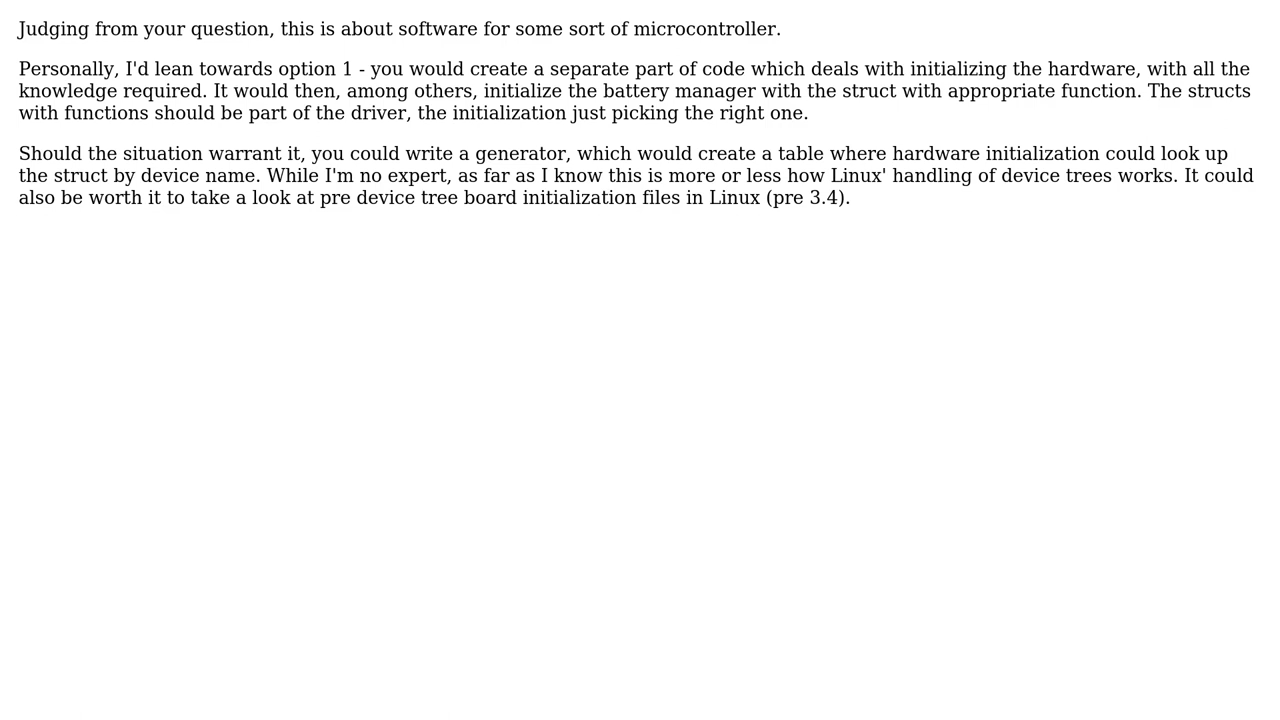 Judging from your question, this is about software for some sort of microcontroller.
Personally, I'd lean towards option 1 - you would create a separate part of code which deals with initializing the hardware, with all the
knowledge required. It would then, among others, initialize the battery manager with the struct with appropriate function. The structs
with functions should be part of the driver, the initialization just picking the right one.
Should the situation warrant it, you could write a generator, which would create a table where hardware initialization could look up
the struct by device name. While I'm no expert, as far as I know this is more or less how Linux' handling of device trees works. It could
also be worth it to take a look at pre device tree board initialization files in Linux (pre 3.4).